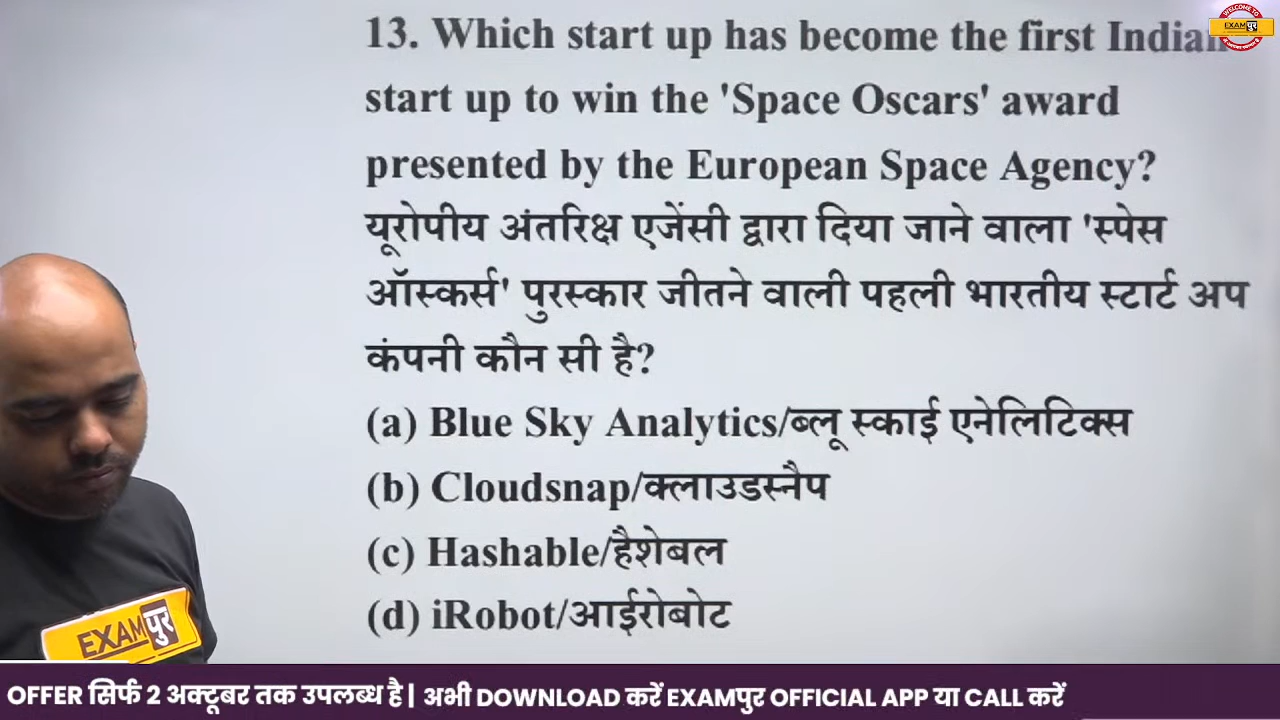 WELCOME TO
EXAMपुर
13. Which start up has become the first Indian
start up to win the 'Space Oscars' award
presented by the European Space Agency?
यूरोपीय अंतरिक्ष एजेंसी द्वारा दिया जाने वाला 'स्पेस
ऑस्कर्स' पुरस्कार जीतने वाली पहली भारतीय स्टार्ट अप
कंपनी कौन सी है?
(a) Blue Sky Analytics/ब्लू स्काई एनेलिटिक्स
(b) Cloudsnap/क्लाउडस्नैप
(c) Hashable/हैशेबल
(d) iRobot/आईरोबोट
EXAMपुर
OFFER सिर्फ 2 अक्टूबर तक उपलब्ध है| अभी DOWNLOAD करें EXAMपुर OFFICIAL APP या CALL करें